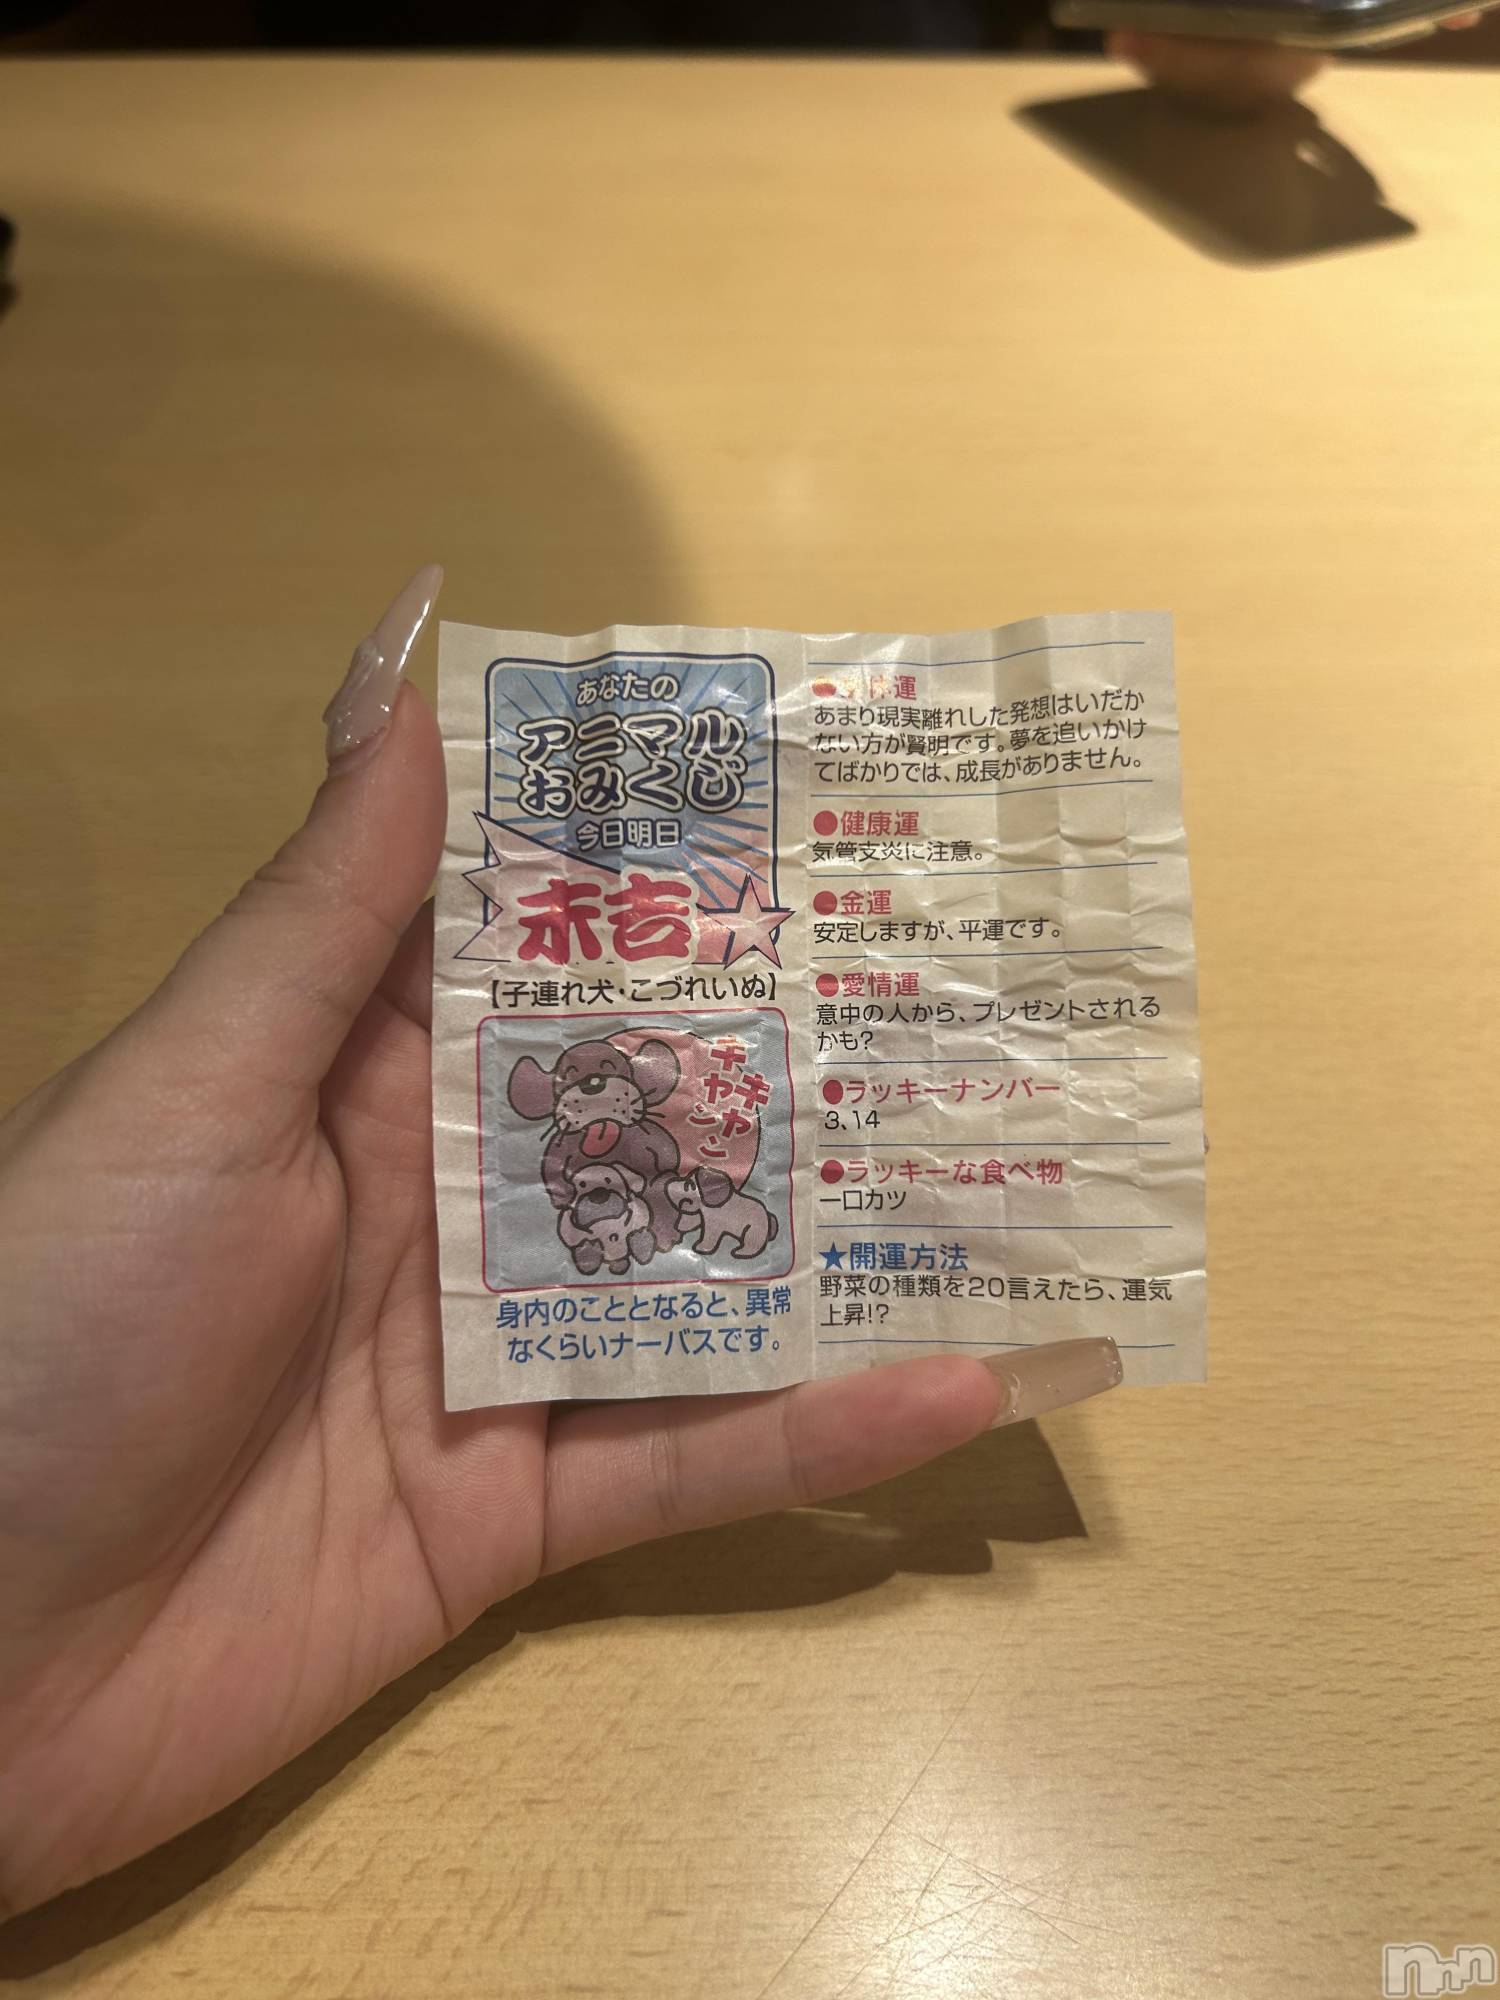 あなたの
アニマル
おみくじ
今日明日
末吉
【子連れ犬・こづれいぬ】
キャンキャン
身内のこととなると、異常
なくらいナーバスです。
体運
あまり現実離れした発想はいだか
ない方が賢明です。夢を追いかけ
てばかりでは、成長がありません。
●健康運
気管支炎に注意。
●金運
安定しますが、平運です。
●愛情運
意中の人から、プレゼントされる
かも?
●ラッキーナンバー
3、14
●ラッキーな食べ物
一口カツ
★開運方法
野菜の種類を20言えたら、運気
上昇!?
nnn